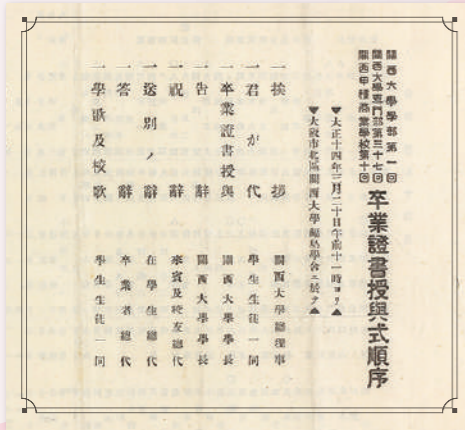 關西大學學部第一回
關西大學專門部第三十七回
關西甲種商業學校第十回
卒業證書授與式順序
▼大正十四年三月二十日午前十一時ヨリ▲
▼大阪市北區關西大學福島學舍ニ於テ▲
一挨拶 關西大學總理事
一君が代 學生生徒一同
一卒業證書授與 關西大學學長
一告辭 關西大學學長
一祝辭 來賓及校友總代
一送別ノ辭 在學生總代
一答辭 卒業者總代
一學歌及校歌 學生生徒一同